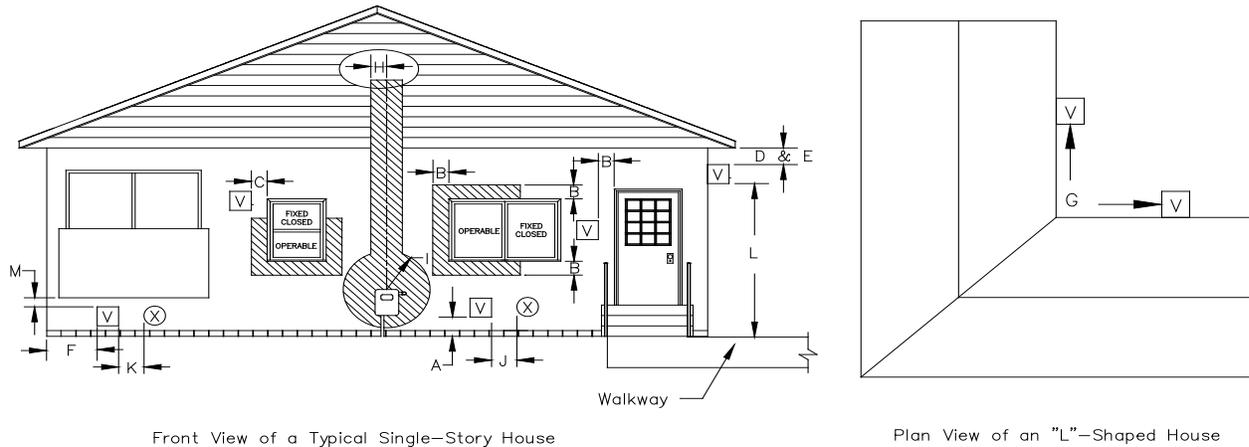 H
D & E
B
B
C
B
V
V
V
G
V
FIXED
CLOSED
OPERABLE
OPERABLE
FIXED
CLOSED
V
L
I
B
M
V
X
V
X
F
K
A
J
Walkway
Front View of a Typical Single-Story House
Plan View of an "L"-Shaped House